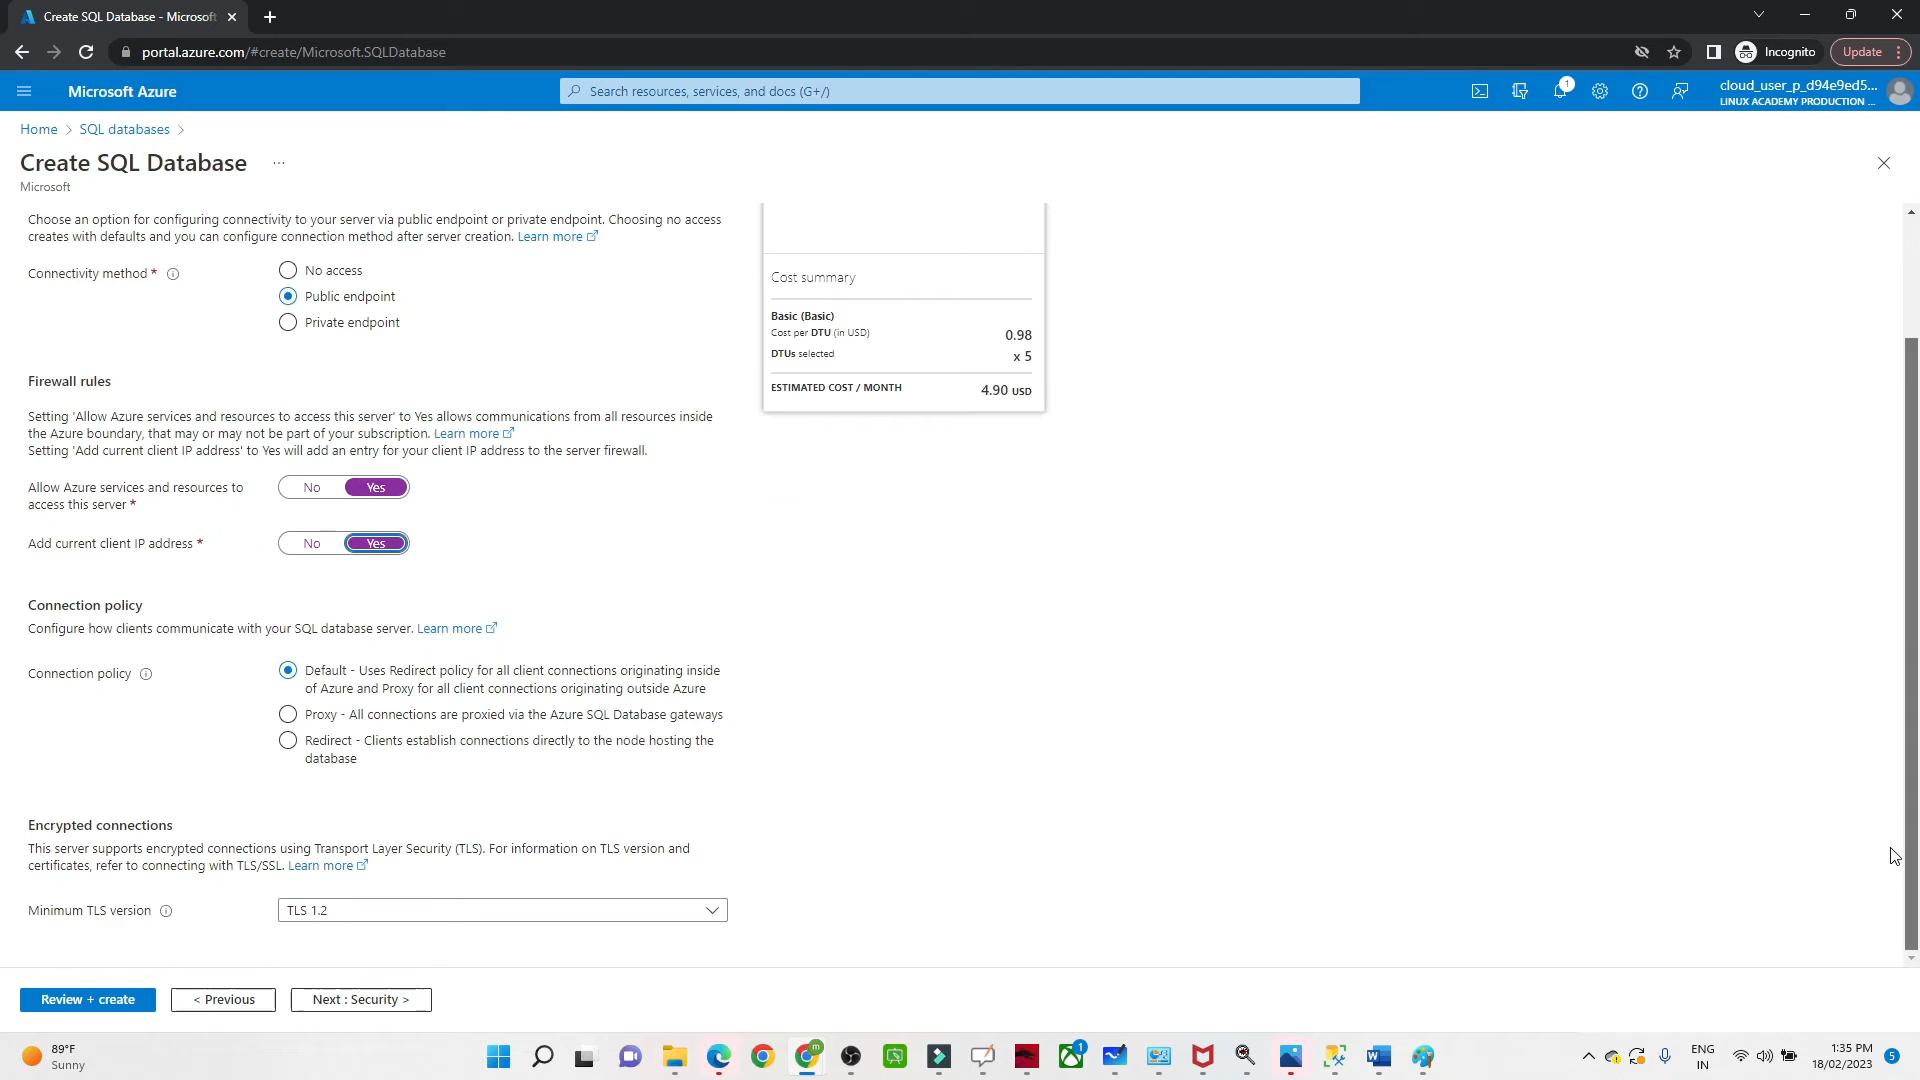 Create SQL Database - Microsoft
portal.azure.com/#create/Microsoft.SQLDatabase
Incognito
Update
Microsoft Azure
Search resources, services, and docs (G+/)
1
cloud_user_p_d94e9ed5...
LINUX ACADEMY PRODUCTION ...
Home > SQL databases >
Create SQL Database ...
Microsoft
Choose an option for configuring connectivity to your server via public endpoint or private endpoint. Choosing no access
creates with defaults and you can configure connection method after server creation. Learn more
Connectivity method *
No access
Public endpoint
Private endpoint
Cost summary
Basic (Basic)
Cost per DTU (in USD) 0.98
DTUs selected x 5
ESTIMATED COST / MONTH 4.90 USD
Firewall rules
Setting 'Allow Azure services and resources to access this server' to Yes allows communications from all resources inside
the Azure boundary, that may or may not be part of your subscription. Learn more
Setting 'Add current client IP address' to Yes will add an entry for your client IP address to the server firewall.
Allow Azure services and resources to
access this server *
No Yes
Add current client IP address *
No Yes
Connection policy
Configure how clients communicate with your SQL database server. Learn more
Connection policy
Default - Uses Redirect policy for all client connections originating inside
of Azure and Proxy for all client connections originating outside Azure
Proxy - All connections are proxied via the Azure SQL Database gateways
Redirect - Clients establish connections directly to the node hosting the
database
Encrypted connections
This server supports encrypted connections using Transport Layer Security (TLS). For information on TLS version and
certificates, refer to connecting with TLS/SSL. Learn more
Minimum TLS version
TLS 1.2
Review + create
< Previous
Next : Security >
89°F
Sunny
m
1
ENG
IN
1:35 PM
18/02/2023
5